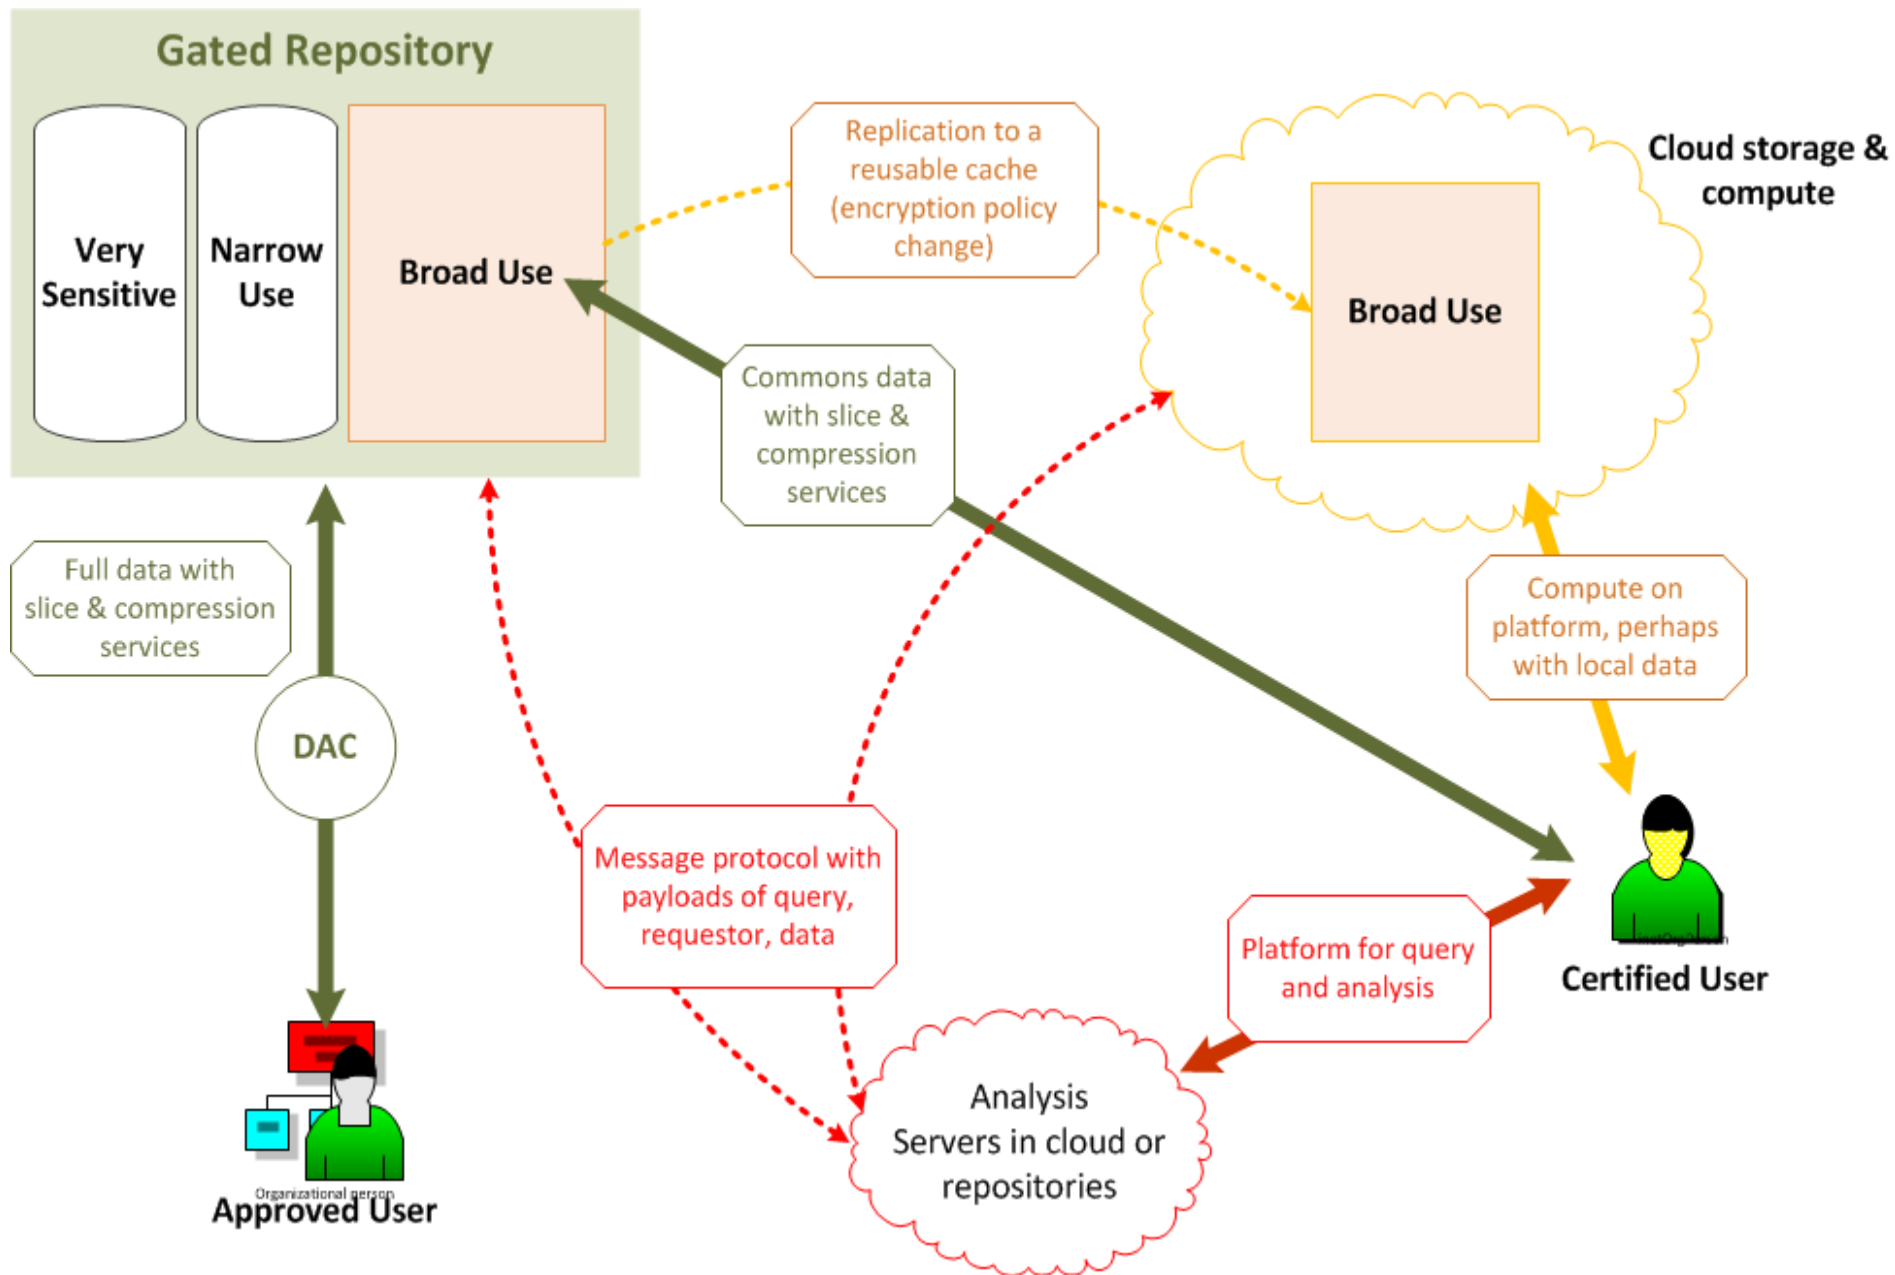 Gated Repository
Very
Sensitive
Narrow
Use
Broad Use
Replication to a
reusable cache
(encryption policy
change)
Cloud storage &
compute
Broad Use
Commons data
with slice &
compression
services
Full data with
slice & compression
services
Compute on
platform, perhaps
with local data
DAC
Message protocol with
payloads of query,
requestor, data
Platform for query
and analysis
Certified User
Analysis
Servers in cloud or
repositories
Organizational person
Approved User